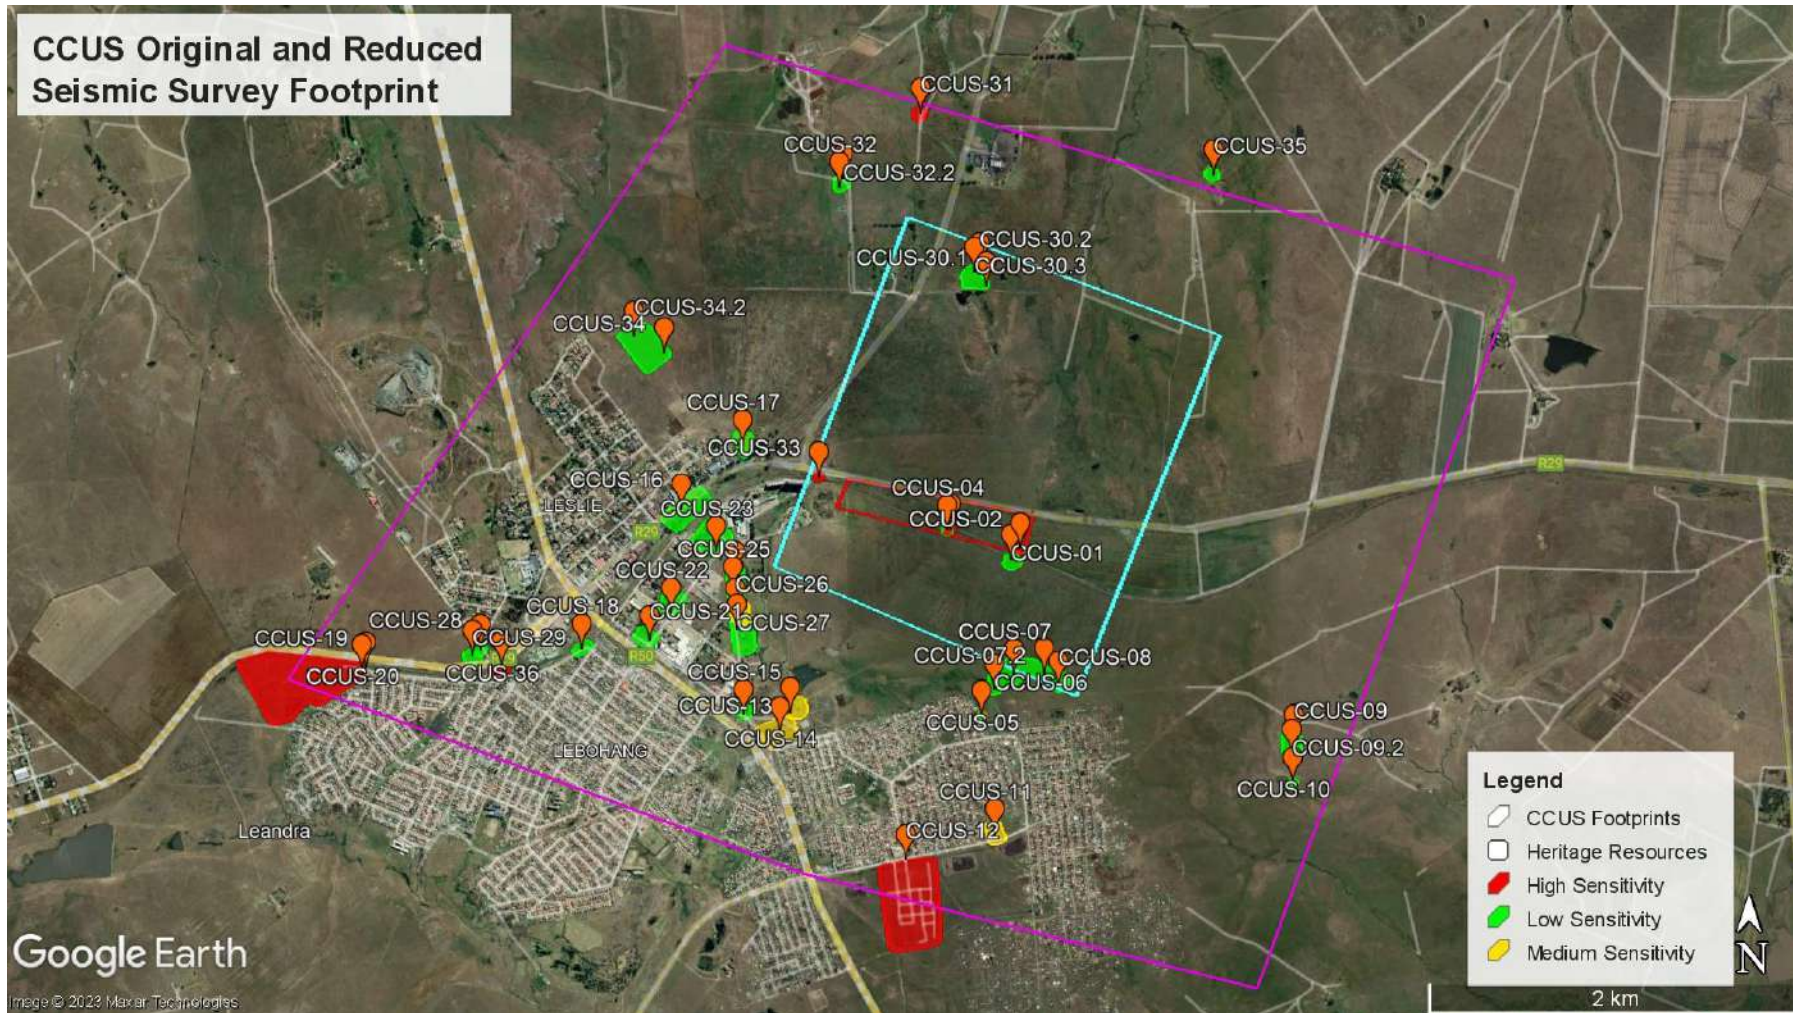 CCUS Original and Reduced
Seismic Survey Footprint
CCUS-31
CCUS-32
CCUS-35
CCUS-32.2
CCUS-30.2
CCUS-30.1
CCUS-30.3
CCUS-34.2
CCUS-34
CCUS-17
CCUS-33
R29
CCUS-16
CCUS-04
LESLIE
CCUS-23
CCUS-02
R29
CCUS-25
CCUS-01
CCUS-22
CCUS-26
CCUS-18
CCUS-21
CCUS-28
CCUS-27
CCUS-19
CCUS-29
CCUS-07
CCUS-07.2
CCUS-08
R50
CCUS-20
CCUS-36
CCUS-15
CCUS-06
CCUS-13
CCUS-05
CCUS-09
CCUS-14
LEBOHANG
CCUS-09.2
CCUS-10
CCUS-11
CCUS-12
Leandra
Legend
CCUS Footprints
Heritage Resources
High Sensitivity
Low Sensitivity
Medium Sensitivity
N
Google Earth
Image © 2023 Maxar Technologies
2 km